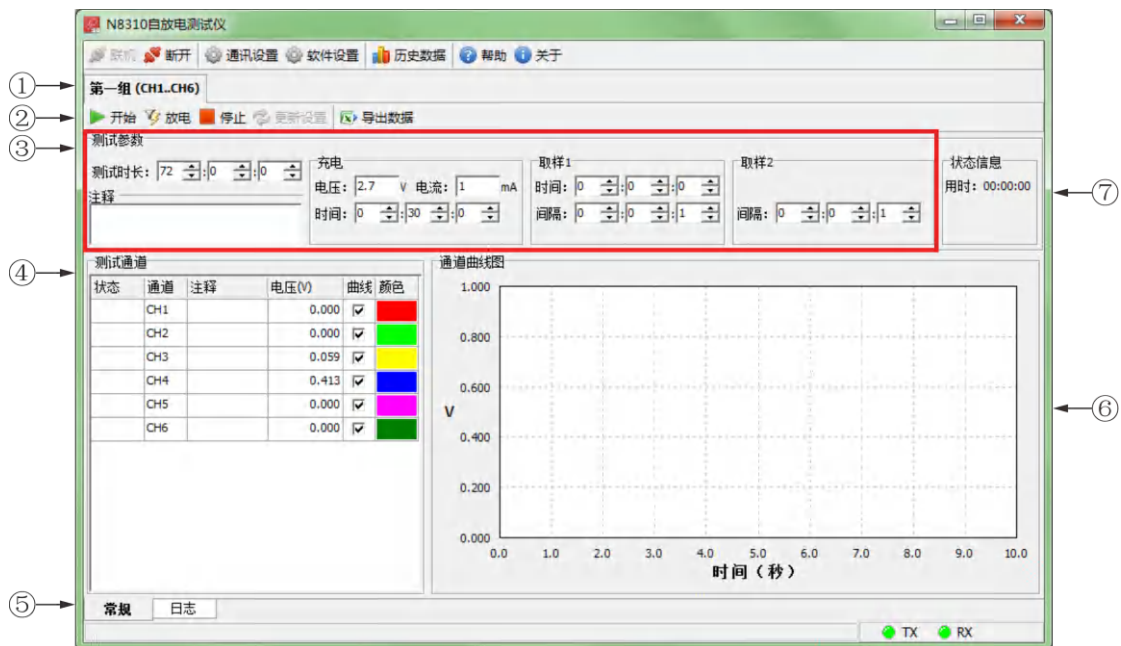 N8310自放电测试仪
联机 断开 通讯设置 软件设置 历史数据 帮助 关于
① 第一组 (CH1..CH6)
② 开始 放电 停止 更新设置 导出数据
③ 测试参数
测试时长: 72 :0 :0
注释
充电
电压: 2.7 V 电流: 1 mA
时间: 0 :30 :0
取样1
时间: 0 :0 :0
间隔: 0 :0 :1
取样2
间隔: 0 :0 :1
状态信息
用时: 00:00:00 ⑦
④ 测试通道
状态 通道 注释 电压(V) 曲线 颜色
CH1 0.000
CH2 0.000
CH3 0.059
CH4 0.413
CH5 0.000
CH6 0.000
通道曲线图
1.000
0.800
0.600
V ⑥
0.400
0.200
0.000
0.0 1.0 2.0 3.0 4.0 5.0 6.0 7.0 8.0 9.0 10.0
时间（秒）
⑤ 常规 日志
TX RX